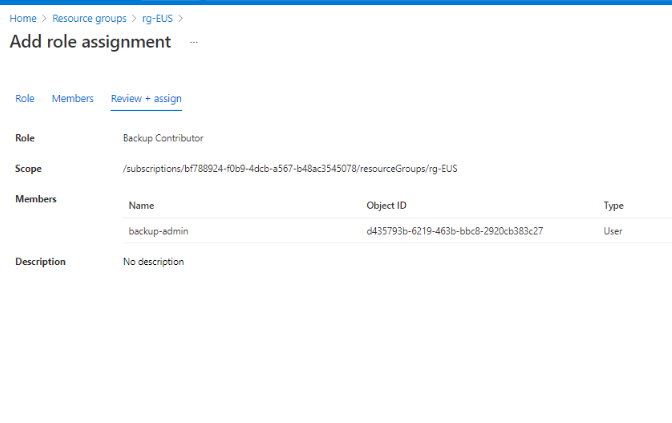 Home > Resource groups > rg-EUS >
Add role assignment ...
Role Members Review + assign
Role Backup Contributor
Scope /subscriptions/bf788924-f0b9-4dcb-a567-b48ac3545078/resourceGroups/rg-EUS
Members
Name Object ID Type
backup-admin d435793b-6219-463b-bbc8-2920cb383c27 User
Description No description